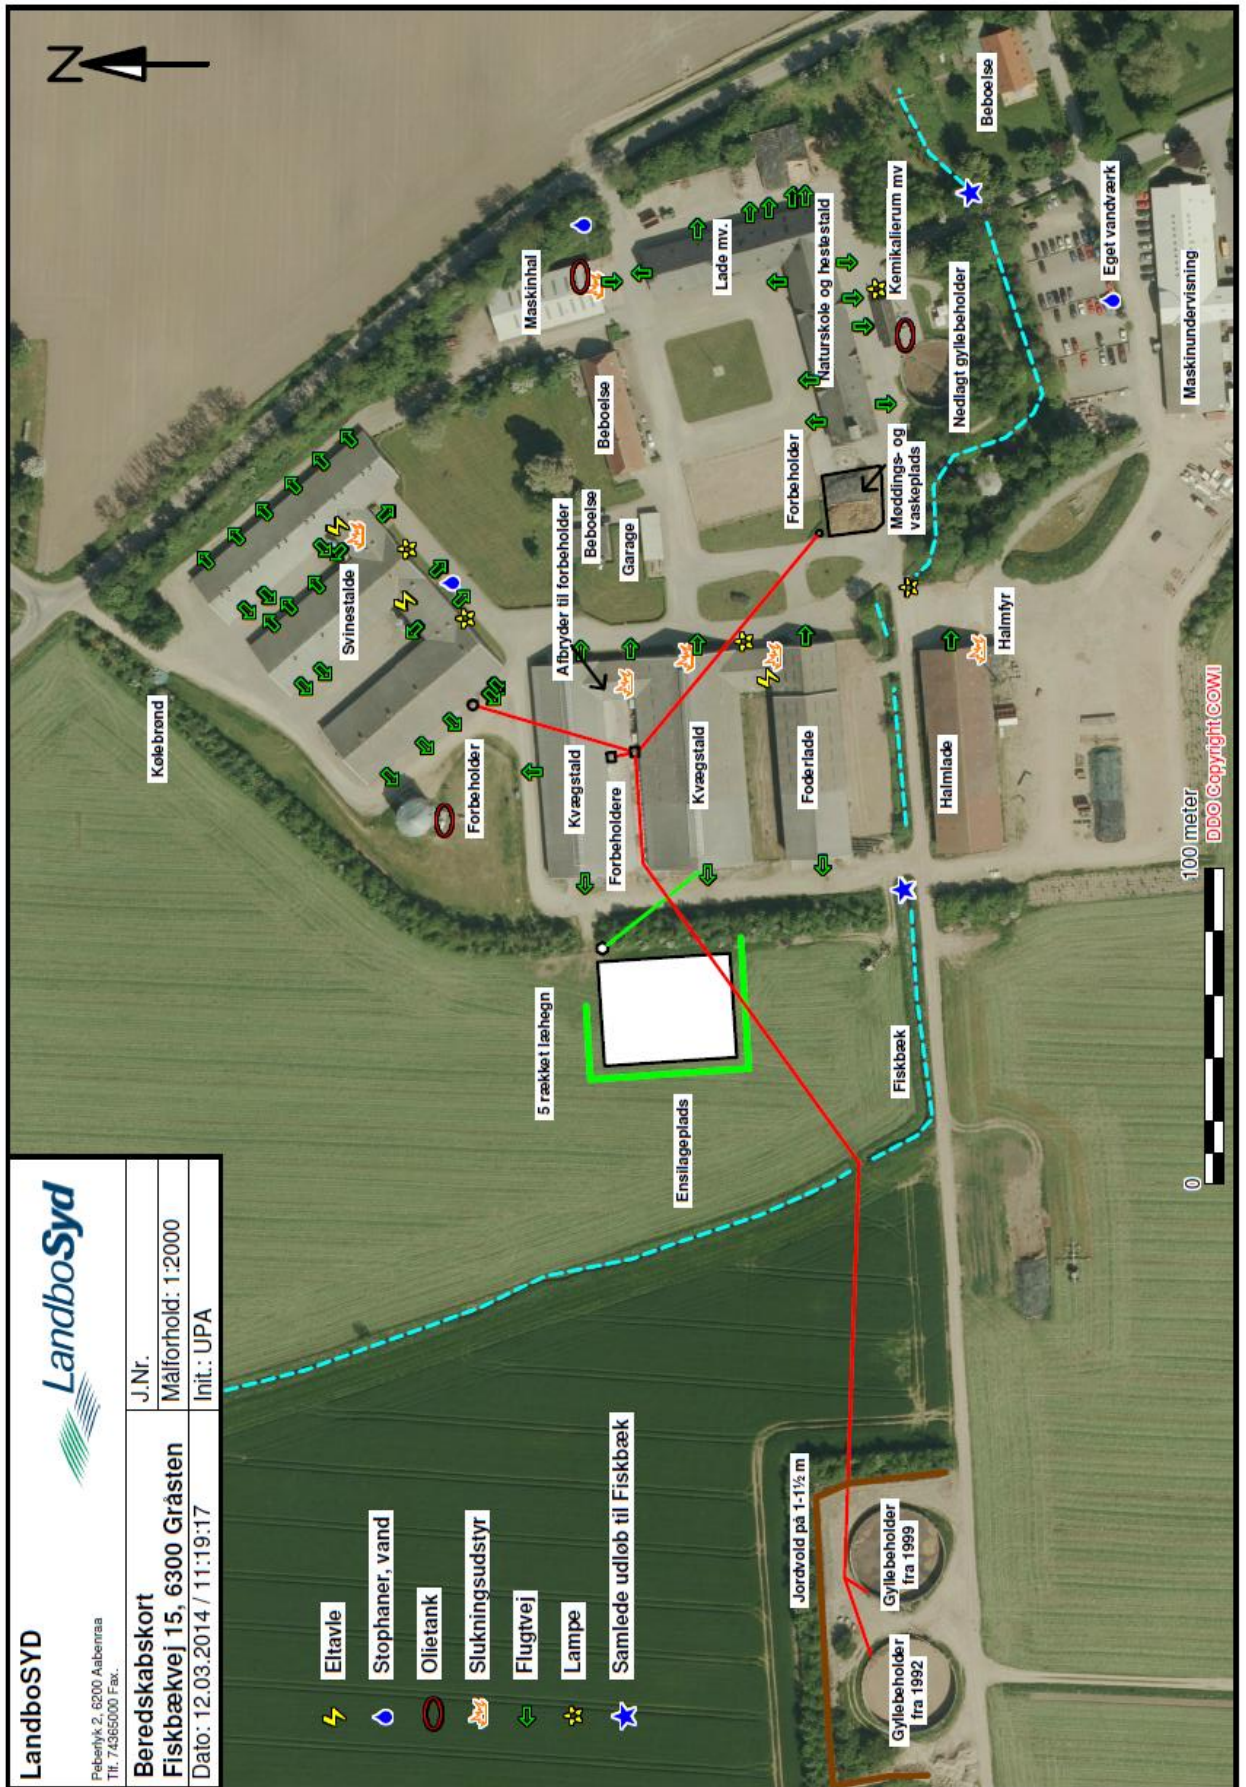 LandboSYD
Peberlyk 2, 6200 Aabenraa
Tlf. 74365000 Fax.
LandboSyd
Beredskabskort
Fiskbækvej 15, 6300 Gråsten
Dato: 12.03.2014 / 11:19:17
J.Nr.
Målforhold: 1:2000
Init.: UPA
N
Eltavle
Stophaner, vand
Olietank
Slukningsudstyr
Flugtvej
Lampe
Samlede udløb til Fiskbæk
Kølebrønd
Svinestalde
Forbeholder
Maskinhal
Beboelse
Afbryder til forbeholder
Beboelse
Garage
Kvægstald
Forbeholdere
5 rækket læhegn
Ensilageplads
Kvægstald
Foderlade
Forbeholder
Lade mv.
Naturskole og hestestald
Kemikalierum mv
Møddings- og
vaskeplads
Nedlagt gyllebeholder
Beboelse
Eget vandværk
Maskinundervisning
Halmlade
Halmfyr
Fiskbæk
Jordvold på 1-1½ m
Gyllebeholder
fra 1992
Gyllebeholder
fra 1999
0
100 meter
DDO Copyright COWI